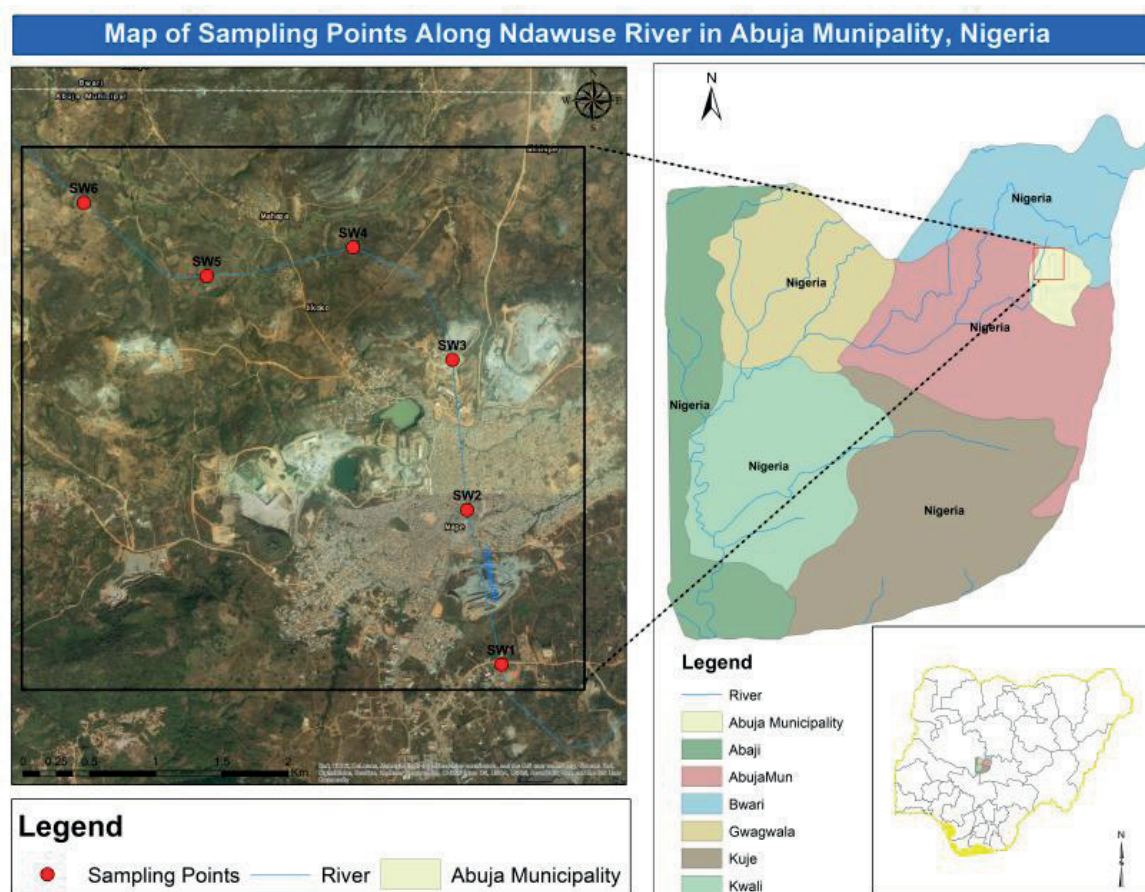 Map of Sampling Points Along Ndawuse River in Abuja Munipality, Nigeria
Bwari
Abuja Municipal
N
W E
S
SW6
Mahapa
SW4
SW5
SW3
SW2
Mape
SW1
0 0.25 0.5 1 1.5 2
Km
Legend
Sampling Points
River
Abuja Municipality
N
Nigeria
Nigeria
Nigeria
Nigeria
Nigeria
Nigeria
Legend
River
Abuja Municipality
Abaji
AbujaMun
Bwari
Gwagwala
Kuje
Kwali
N